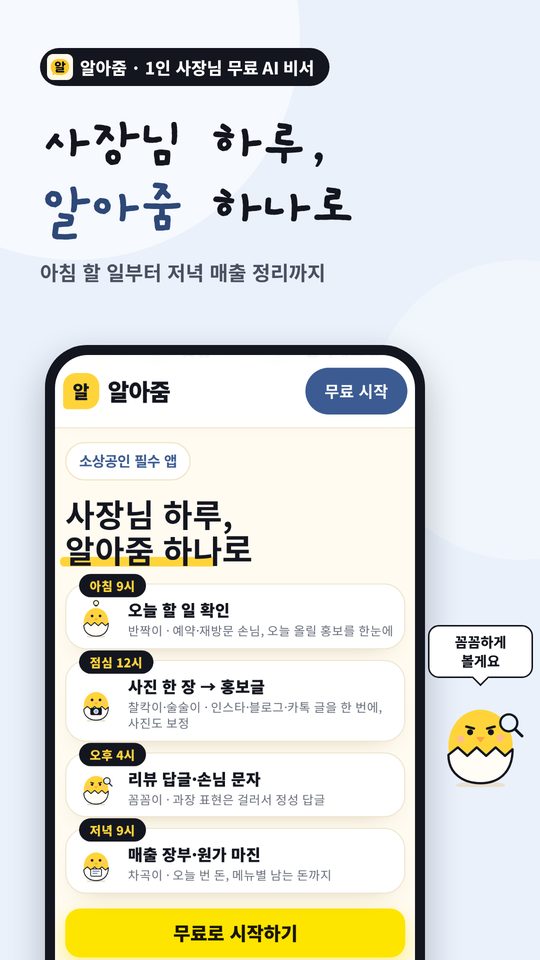 알 알아줌 · 1인 사장님 무료 AI 비서
사장님 하루,
알아줌 하나로
아침 할 일부터 저녁 매출 정리까지
알 알아줌
무료 시작
소상공인 필수 앱
사장님 하루,
알아줌 하나로
아침 9시
오늘 할 일 확인
반짝이 · 예약·재방문 손님, 오늘 올릴 홍보를 한눈에
점심 12시
사진 한 장 → 홍보글
찰칵이·술술이 · 인스타·블로그·카톡 글을 한 번에,
사진도 보정
오후 4시
리뷰 답글·손님 문자
꼼꼼이 · 과장 표현은 걸러서 정성 답글
저녁 9시
매출 장부·원가 마진
차곡이 · 오늘 번 돈, 메뉴별 남는 돈까지
무료로 시작하기
꼼꼼하게
볼게요